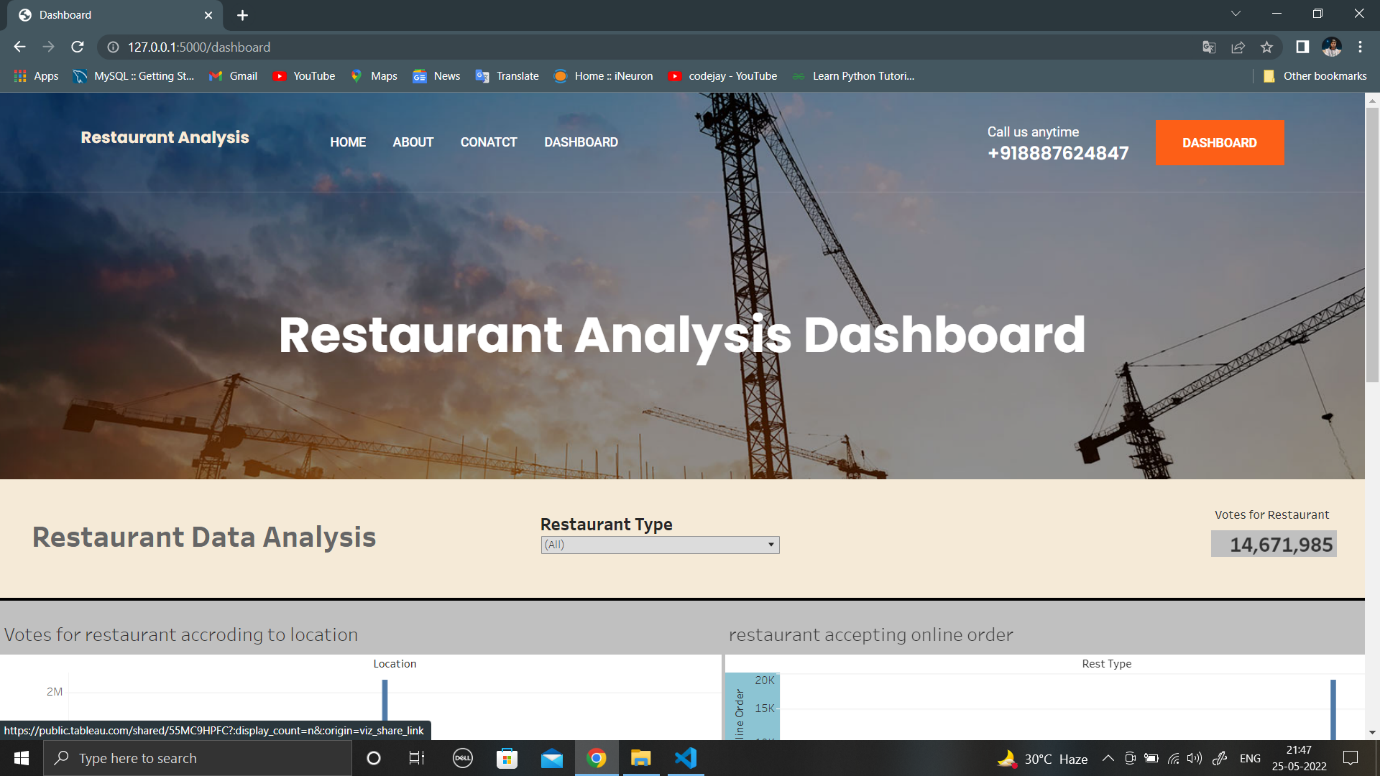 Dashboard
127.0.0.1:5000/dashboard
Apps MySQL :: Getting St... Gmail YouTube Maps News Translate Home :: iNeuron codejay - YouTube Learn Python Tutori... Other bookmarks
Restaurant Analysis HOME ABOUT CONATCT DASHBOARD
Call us anytime
+918887624847
DASHBOARD
Restaurant Analysis Dashboard
Restaurant Data Analysis
Restaurant Type
(All)
Votes for Restaurant
14,671,985
Votes for restaurant accroding to location
Location
2M
restaurant accepting online order
Rest Type
20K
15K
line Order
https://public.tableau.com/shared/55MC9HPFC?:display_count=n&:origin=viz_share_link
Type here to search
DELL
30°C Haze
ENG
21:47
25-05-2022